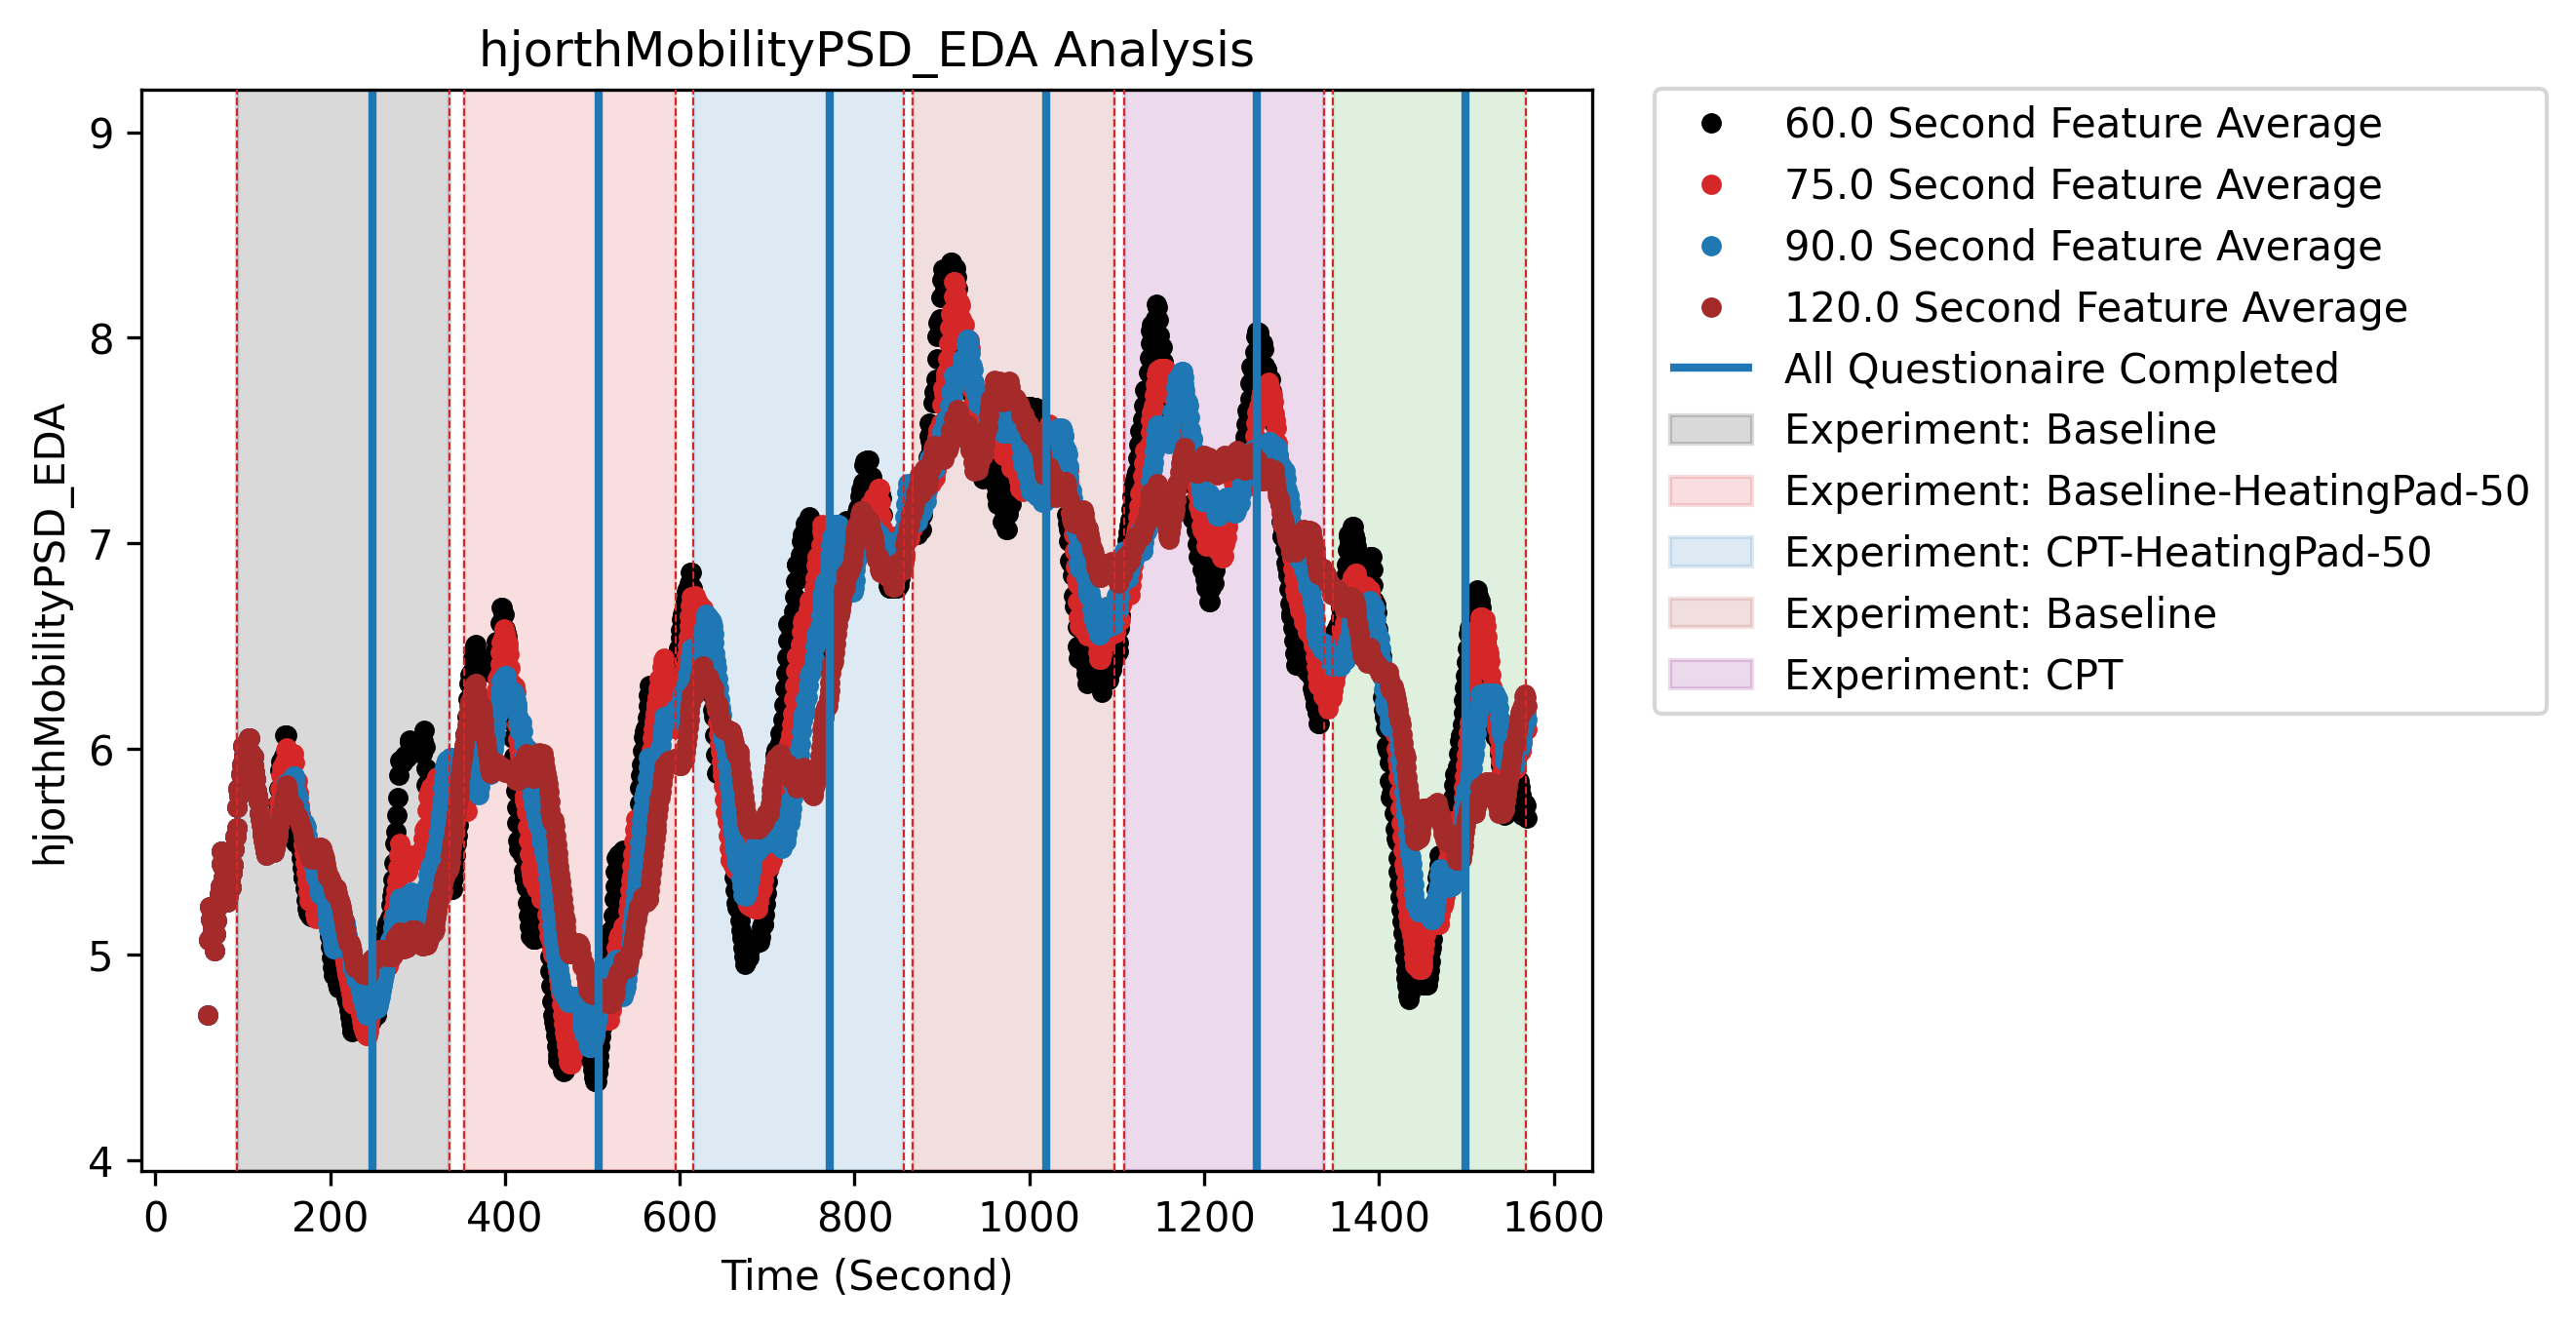 hjorthMobilityPSD_EDA Analysis
hjorthMobilityPSD_EDA
9
8
7
6
5
4
0 200 400 600 800 1000 1200 1400 1600
Time (Second)
60.0 Second Feature Average
75.0 Second Feature Average
90.0 Second Feature Average
120.0 Second Feature Average
All Questionaire Completed
Experiment: Baseline
Experiment: Baseline-HeatingPad-50
Experiment: CPT-HeatingPad-50
Experiment: Baseline
Experiment: CPT